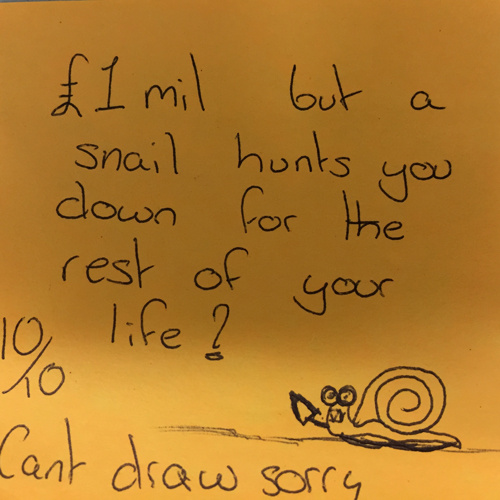 £1 mil but a
snail hunts you
down for the
rest of your
life?
10/10
Cant draw sorry